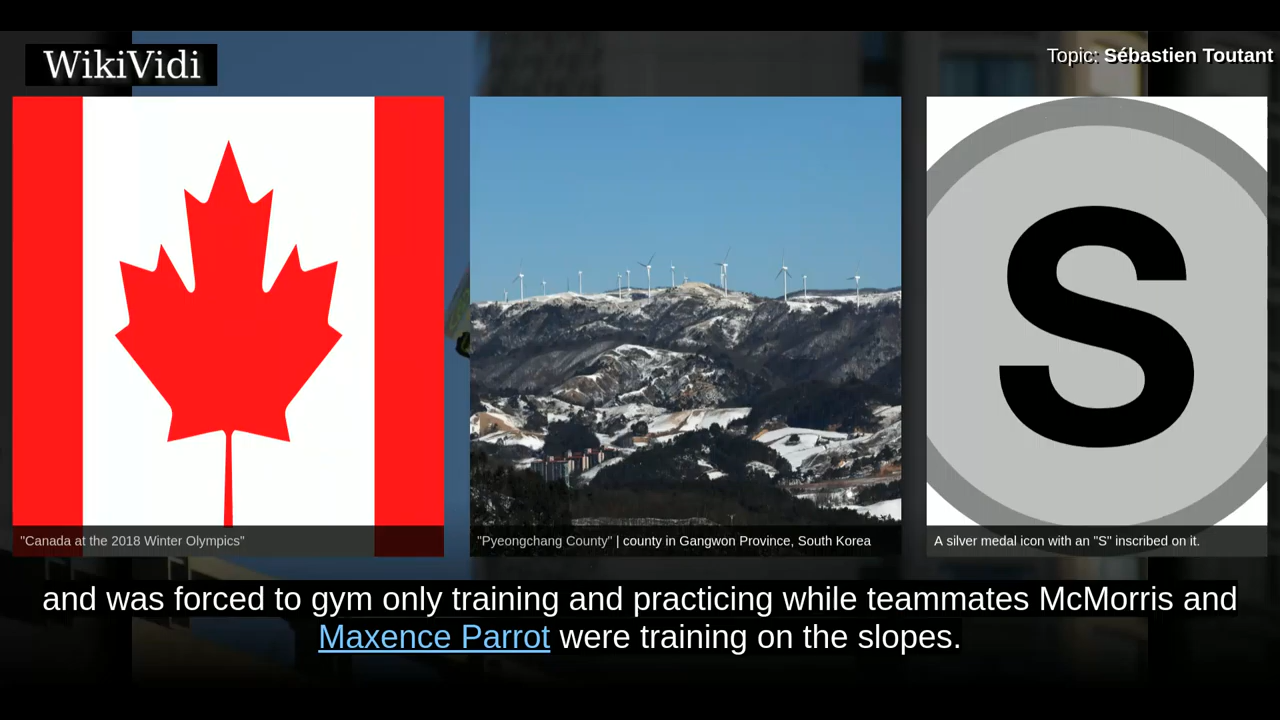 WikiVidi
Topic: Sébastien Toutant
S
"Canada at the 2018 Winter Olympics"
"Pyeongchang County" | county in Gangwon Province, South Korea
A silver medal icon with an "S" inscribed on it.
and was forced to gym only training and practicing while teammates McMorris and
Maxence Parrot were training on the slopes.